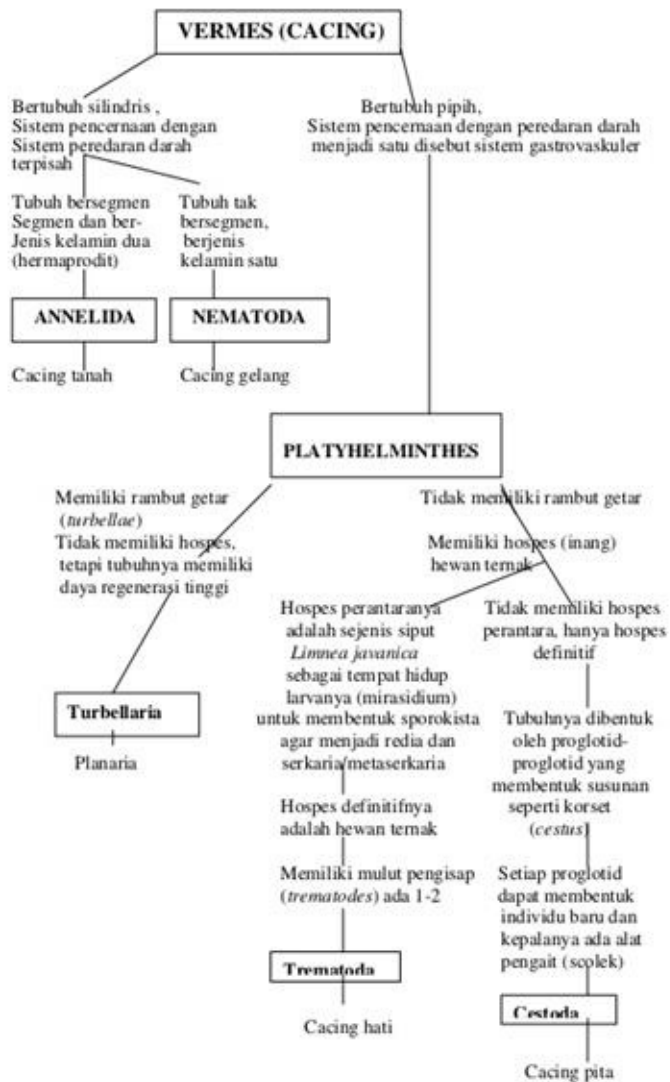 VERMES (CACING)
Bertubuh silindris ,
Sistem pencernaan dengan
Sistem peredaran darah
terpisah
Bertubuh pipih,
Sistem pencernaan dengan peredaran darah
menjadi satu disebut sistem gastrovaskuler
Tubuh bersegmen
Segmen dan ber-
Jenis kelamin dua
(hermaprodit)
Tubuh tak
bersegmen,
berjenis
kelamin satu
ANNELIDA
NEMATODA
Cacing tanah
Cacing gelang
PLATYHELMINTHES
Memiliki rambut getar
(turbellae)
Tidak memiliki hospes,
tetapi tubuhnya memiliki
daya regenerasi tinggi
Tidak memiliki rambut getar
Memiliki hospes (inang)
hewan ternak
Turbellaria
Planaria
Hospes perantaranya
adalah sejenis siput
Limnea javanica
sebagai tempat hidup
larvanya (mirasidium)
untuk membentuk sporokista
agar menjadi redia dan
serkaria/metaserkaria
Hospes definitifnya
adalah hewan ternak
Memiliki mulut pengisap
(trematodes) ada 1-2
Trematoda
Cacing hati
Tidak memiliki hospes
perantara, hanya hospes
definitif
Tubuhnya dibentuk
oleh proglotid-
proglotid yang
membentuk susunan
seperti korset
(cestus)
Setiap proglotid
dapat membentuk
individu baru dan
kepalanya ada alat
pengait (scolek)
Cestoda
Cacing pita